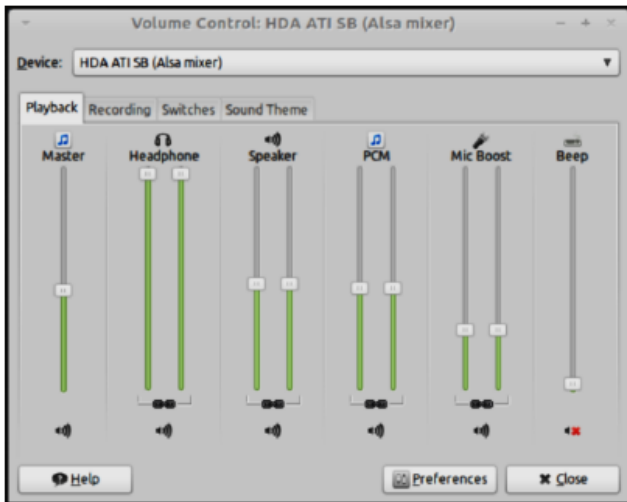 Volume Control: HDA ATI SB (Alsa mixer)
Device: HDA ATI SB (Alsa mixer)
Playback Recording Switches Sound Theme
Master Headphone Speaker PCM Mic Boost Beep
Help Preferences Close